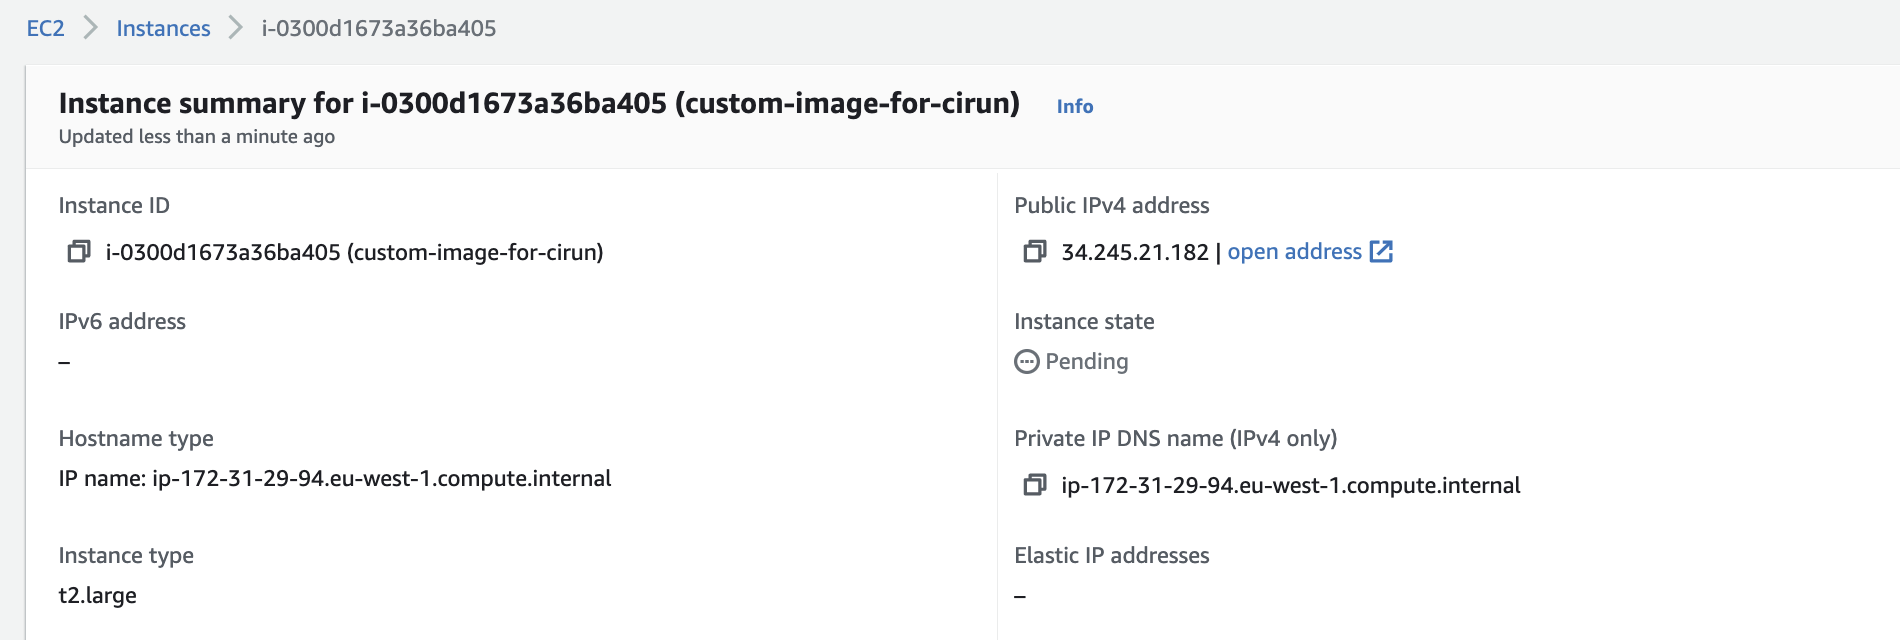 EC2 > Instances > i-0300d1673a36ba405
Instance summary for i-0300d1673a36ba405 (custom-image-for-cirun) Info
Updated less than a minute ago
Instance ID
i-0300d1673a36ba405 (custom-image-for-cirun)
Public IPv4 address
34.245.21.182 | open address
IPv6 address
–
Instance state
Pending
Hostname type
IP name: ip-172-31-29-94.eu-west-1.compute.internal
Private IP DNS name (IPv4 only)
ip-172-31-29-94.eu-west-1.compute.internal
Instance type
t2.large
Elastic IP addresses
–